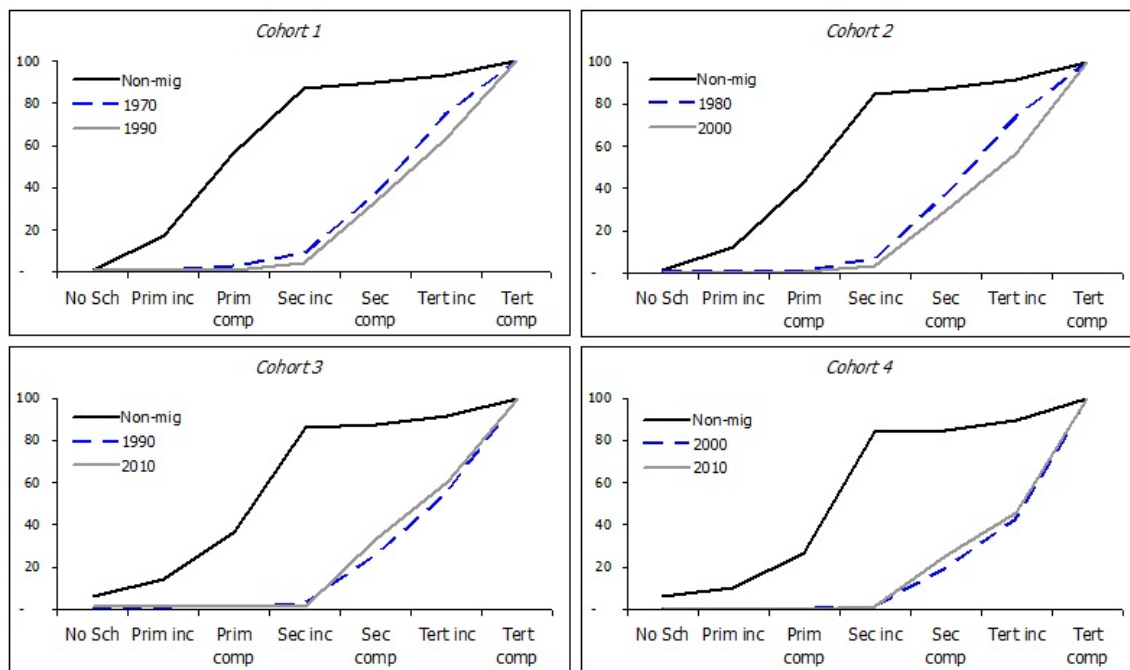 Cohort 1
100
80
60
40
20
-
Non-mig
1970
1990
No Sch Prim inc Prim comp Sec inc Sec comp Tert inc Tert comp
Cohort 2
100
80
60
40
20
-
Non-mig
1980
2000
No Sch Prim inc Prim comp Sec inc Sec comp Tert inc Tert comp
Cohort 3
100
80
60
40
20
-
Non-mig
1990
2010
No Sch Prim inc Prim comp Sec inc Sec comp Tert inc Tert comp
Cohort 4
100
80
60
40
20
-
Non-mig
2000
2010
No Sch Prim inc Prim comp Sec inc Sec comp Tert inc Tert comp